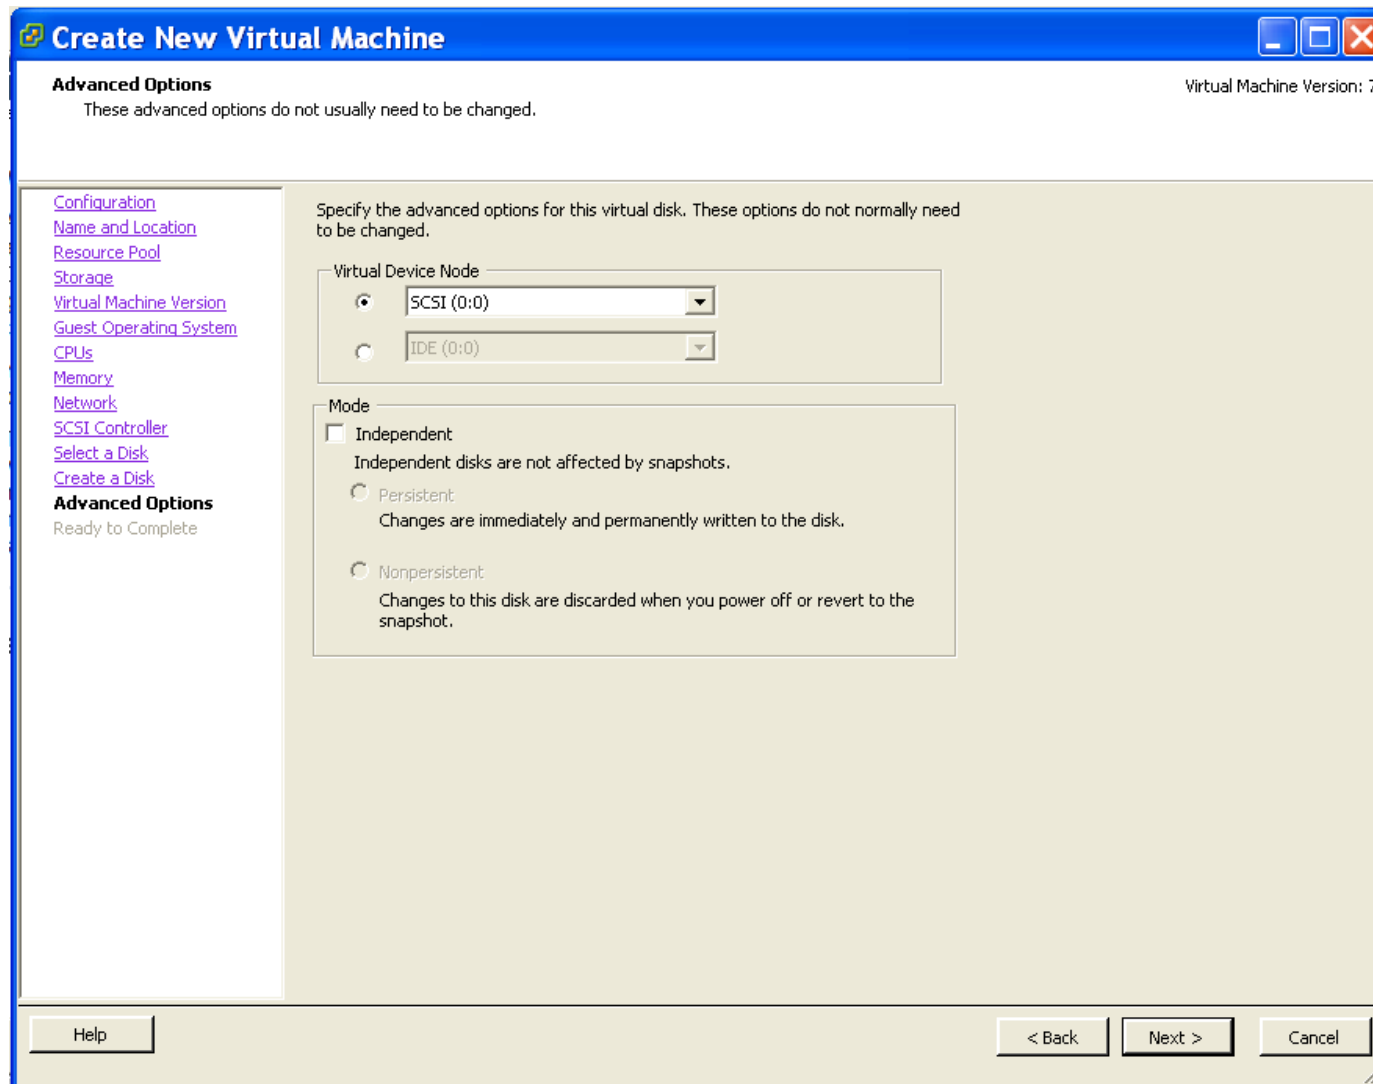 Create New Virtual Machine
Advanced Options
These advanced options do not usually need to be changed.
Virtual Machine Version: 7
Configuration
Name and Location
Resource Pool
Storage
Virtual Machine Version
Guest Operating System
CPUs
Memory
Network
SCSI Controller
Select a Disk
Create a Disk
Advanced Options
Ready to Complete
Specify the advanced options for this virtual disk. These options do not normally need
to be changed.
Virtual Device Node
SCSI (0:0)
IDE (0:0)
Mode
Independent
Independent disks are not affected by snapshots.
Persistent
Changes are immediately and permanently written to the disk.
Nonpersistent
Changes to this disk are discarded when you power off or revert to the
snapshot.
Help
< Back
Next >
Cancel